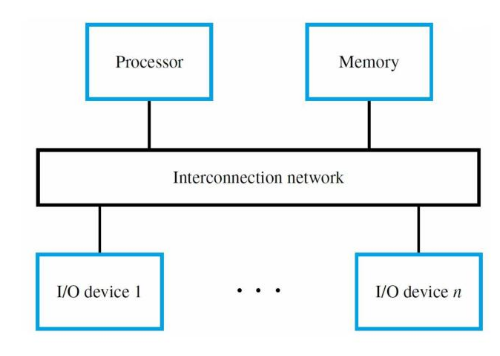 Processor
Memory
Interconnection network
I/O device 1
. . .
I/O device n